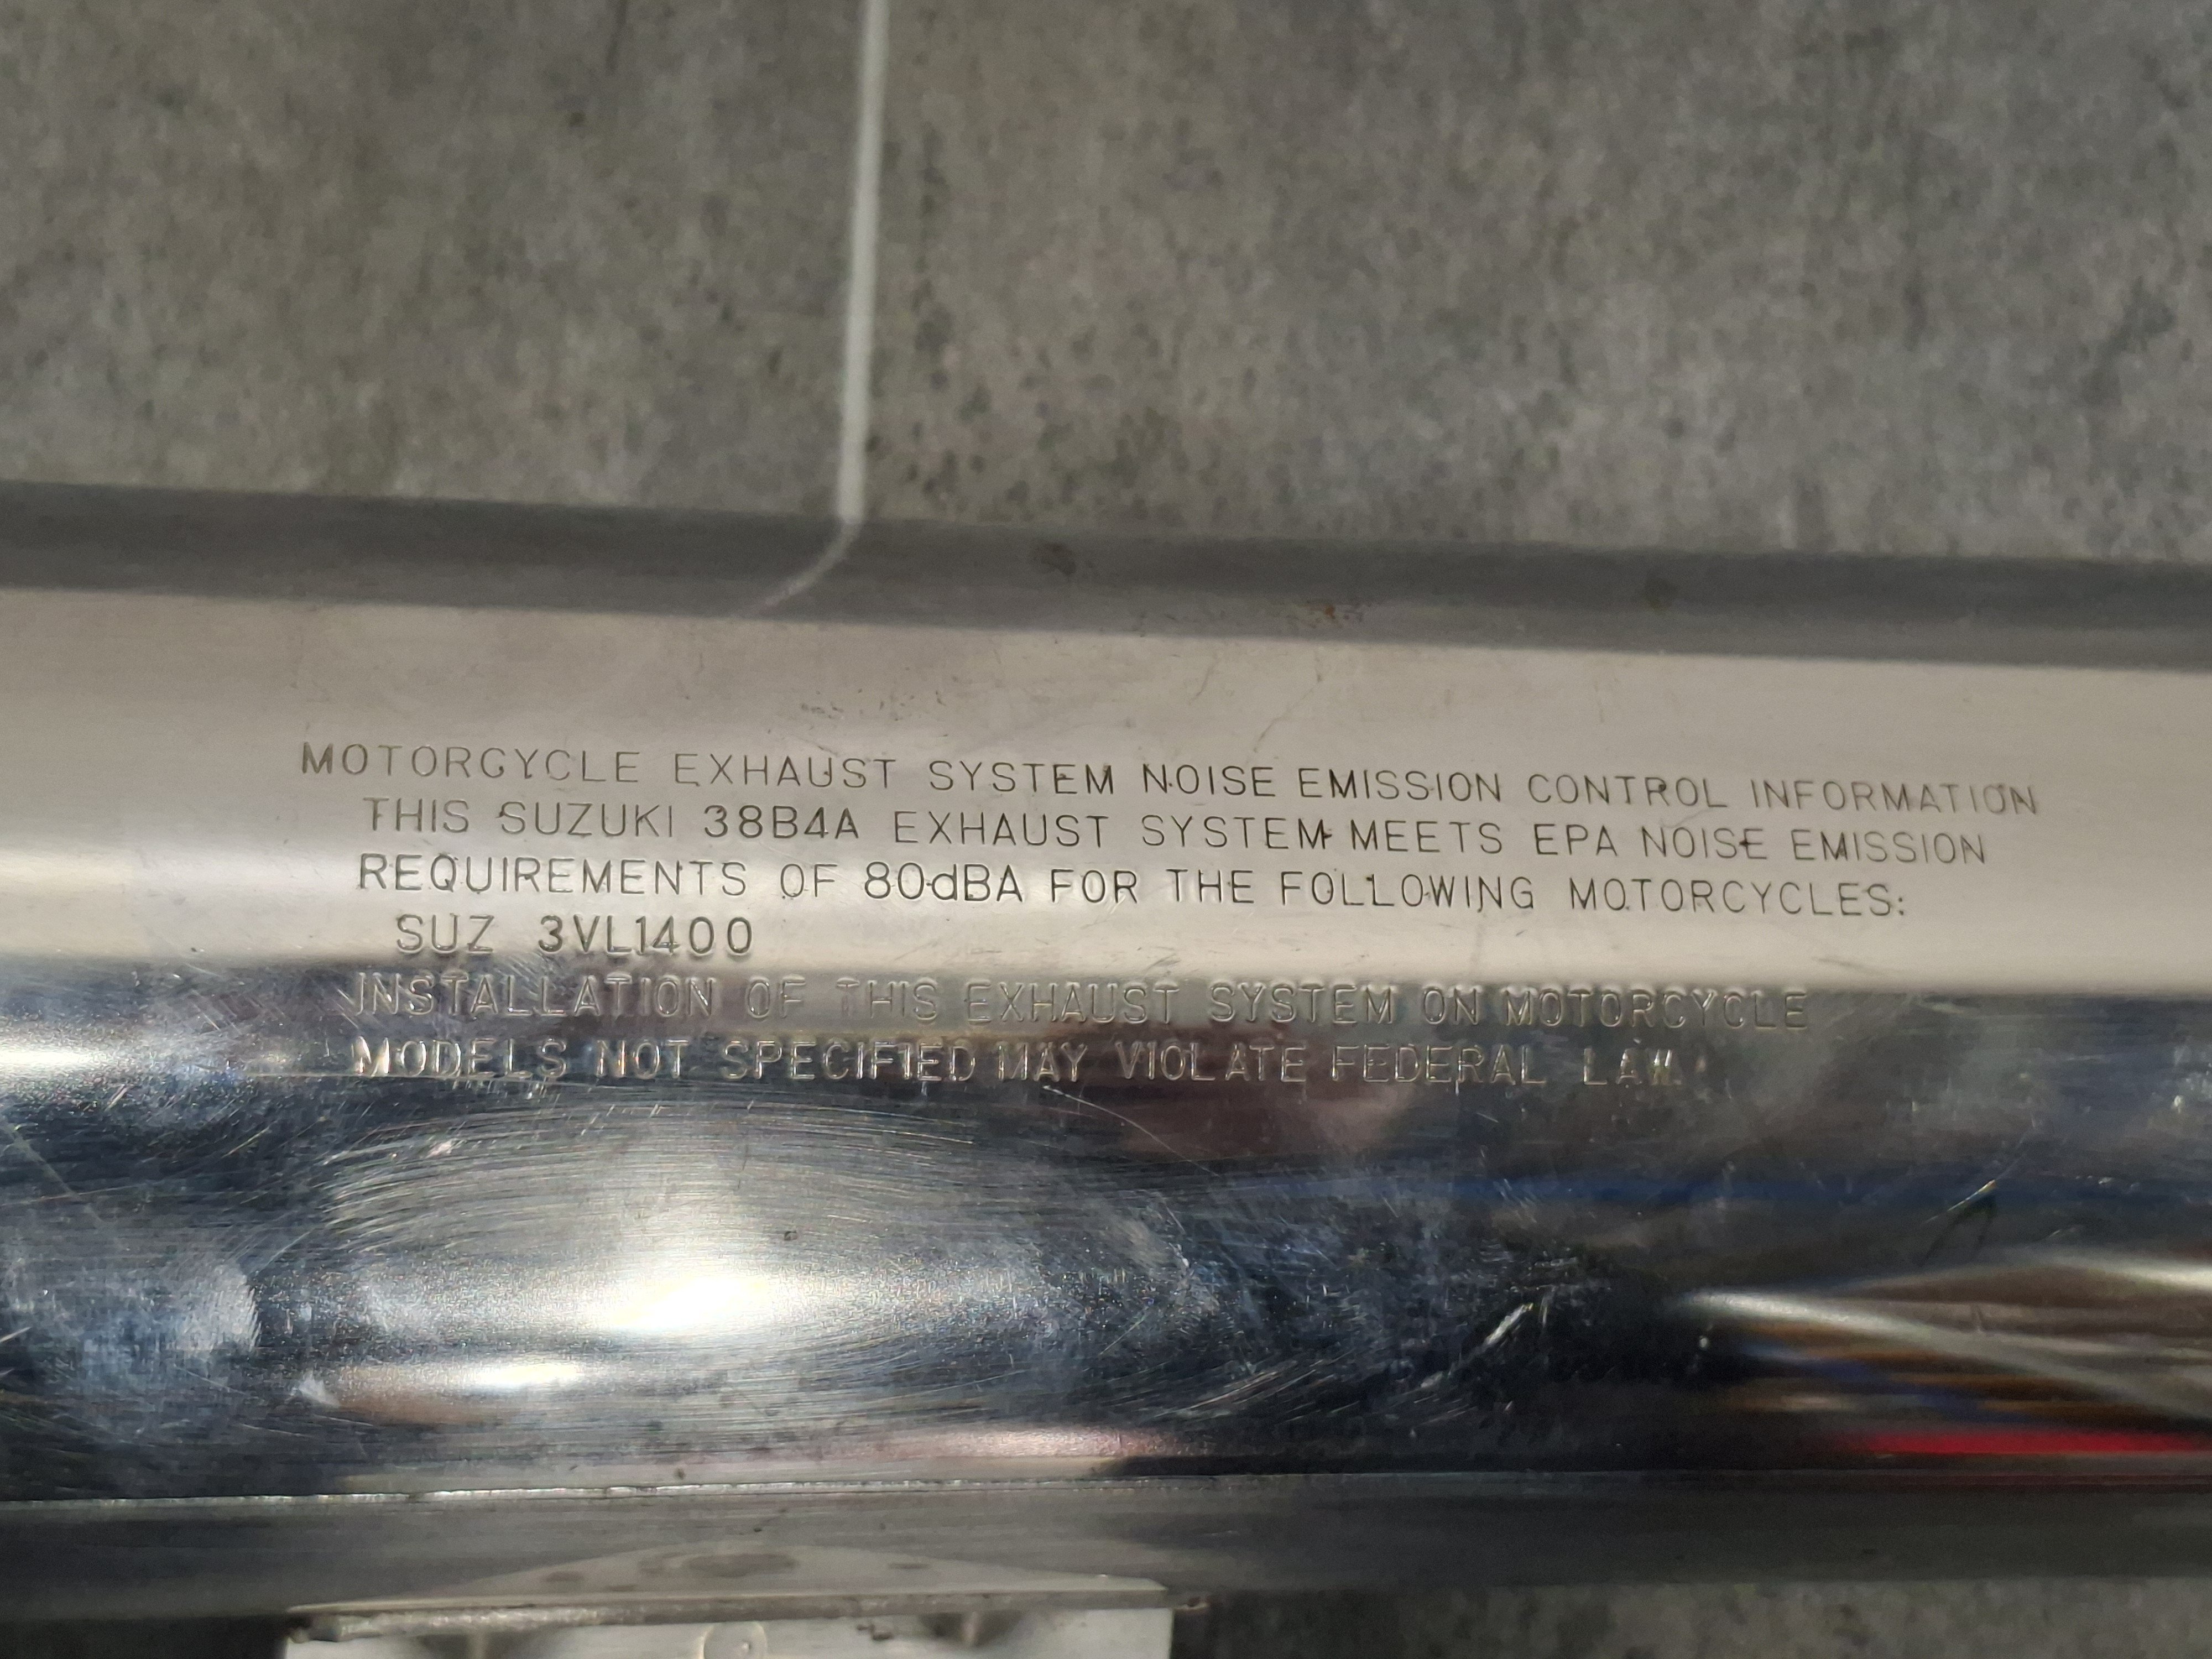 MOTORCYCLE EXHAUST SYSTEM NOISE EMISSION CONTROL INFORMATION
THIS SUZUKI 38B4A EXHAUST SYSTEM MEETS EPA NOISE EMISSION
REQUIREMENTS OF 80dBA FOR THE FOLLOWING MOTORCYCLES:
SUZ 3VL1400
INSTALLATION OF THIS EXHAUST SYSTEM ON MOTORCYCLE
MODELS NOT SPECIFIED MAY VIOLATE FEDERAL LAW.